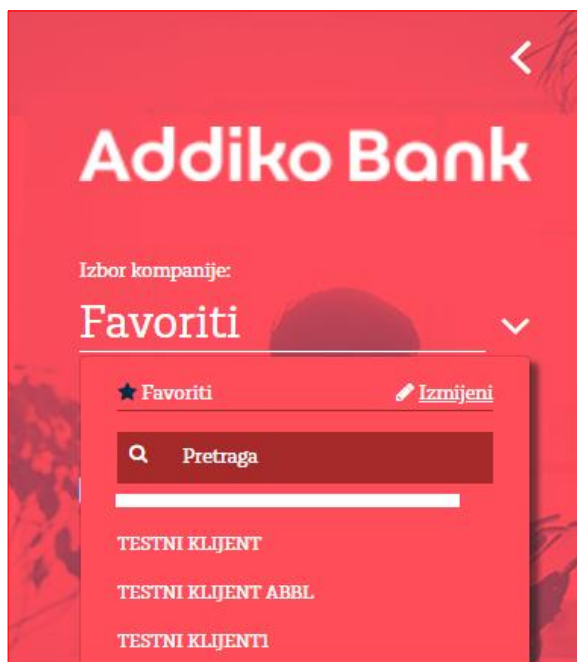 Addiko Bank
Izbor kompanije:
Favoriti
Favoriti Izmijeni
Pretraga
TESTNI KLIJENT
TESTNI KLIJENT ABBL
TESTNI KLIJENT1